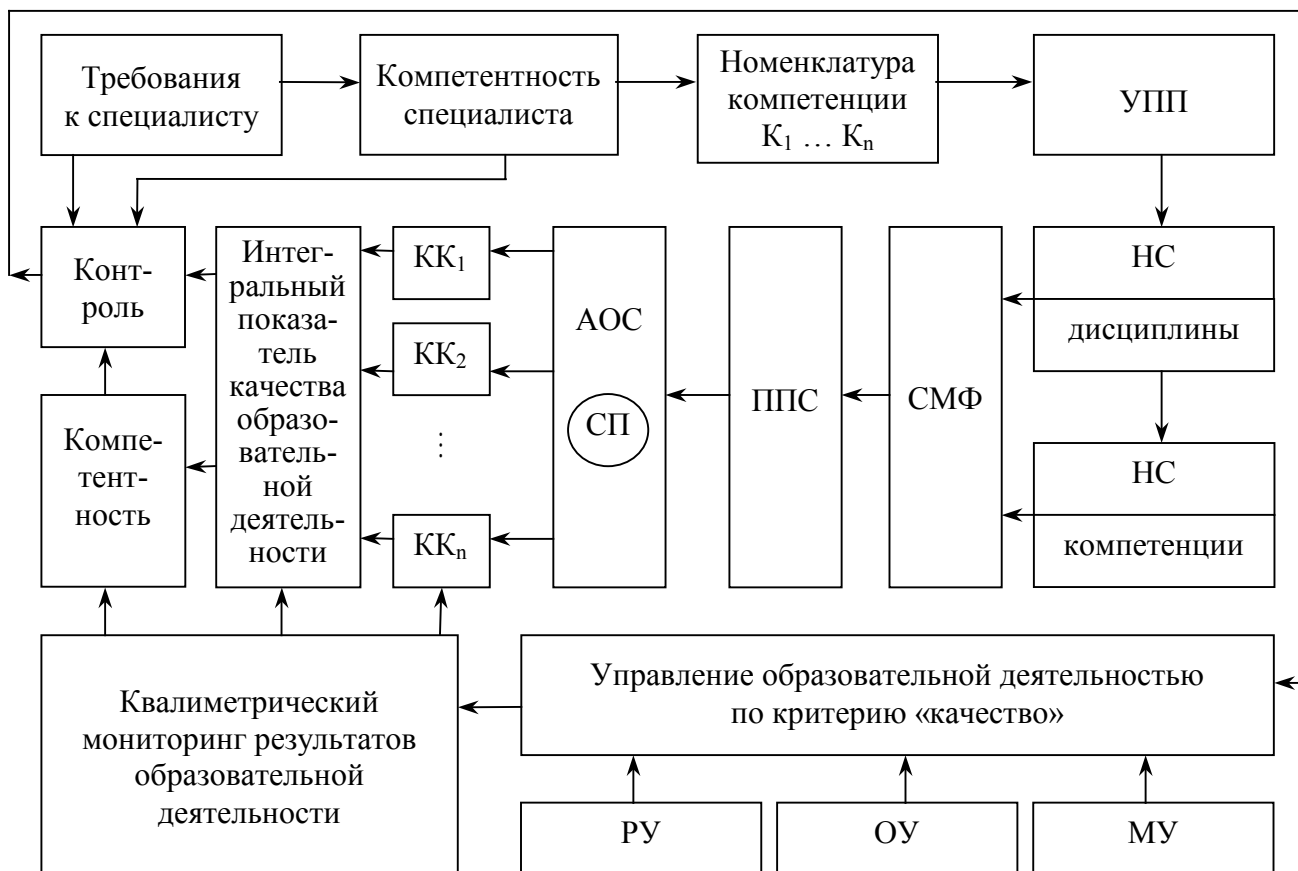 Требования
к специалисту
Компетентность
специалиста
Номенклатура
компетенции
К₁ … Кₙ
УПП
Конт-
роль
Интег-
ральный
показа-
тель
качества
образо-
ватель-
ной
деятель-
ности
КК₁
КК₂
⋮
ККₙ
АОС
СП
ППС
СМФ
НС
дисциплины
НС
компетенции
Компе-
тент-
ность
Квалиметрический
мониторинг результатов
образовательной
деятельности
Управление образовательной деятельностью
по критерию «качество»
РУ
ОУ
МУ